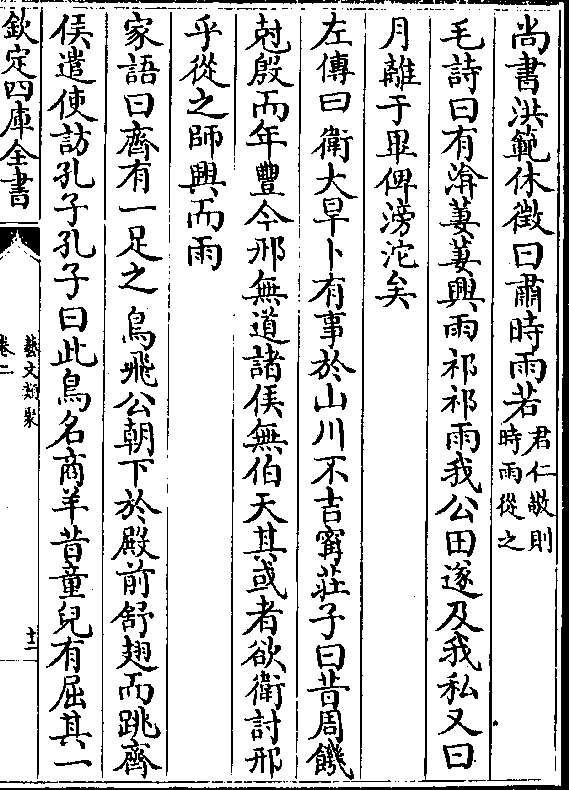 尚書洪範休徴曰肅時雨若君仁敬則
時雨從之
毛詩曰有渰萋萋興雨祁祁雨我公田遂及我私又曰
月離于畢俾滂沱矣
左傳曰衛大旱卜有事於山川不吉甯莊子曰昔周饑
尅殷而年豐今邢無道諸侯無伯天其或者欲衛討邢
乎從之師興而雨
家語曰齊有一足之鳥飛公朝下於殿前舒翅而跳齊
侯遣使訪孔子孔子曰此鳥名商羊昔童兒有屈其一
欽定四庫全書
藝文類聚
卷二
十二